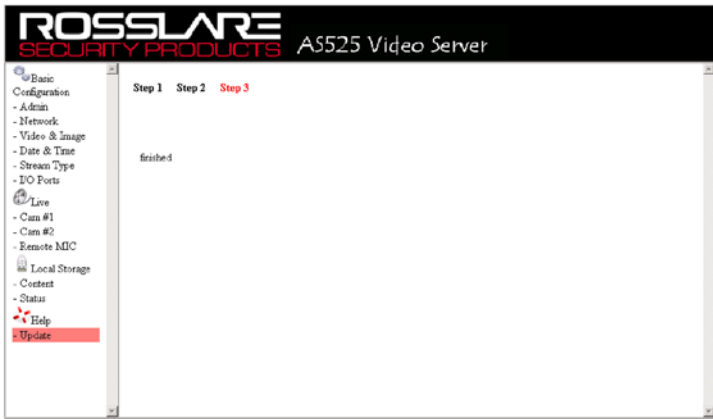 ROSSLARE
SECURITY PRODUCTS
AS525 Video Server
Basic
Configuration
- Admin
- Network
- Video & Image
- Date & Time
- Stream Type
- I/O Ports
Live
- Cam #1
- Cam #2
- Remote MIC
Local Storage
- Content
- Status
Help
- Update
Step 1 Step 2 Step 3
finished